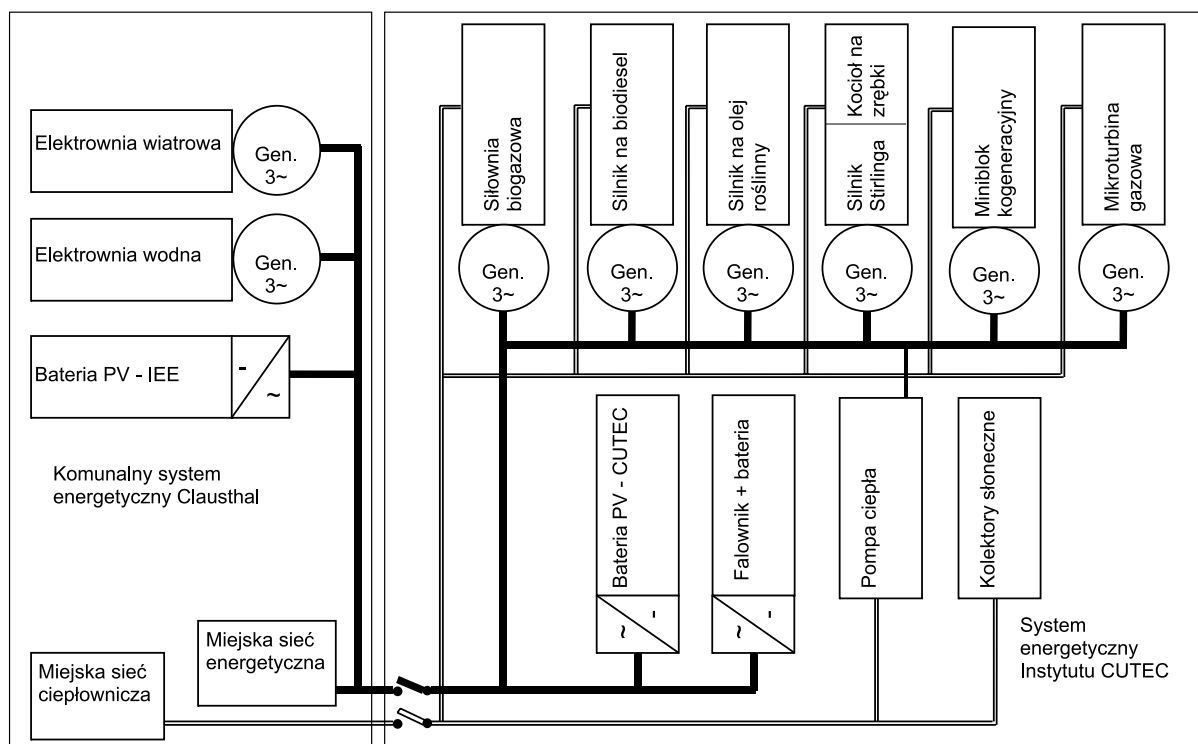 Elektrownia wiatrowa
Gen.
3~
Elektrownia wodna
Gen.
3~
Bateria PV - IEE
-
~
Komunalny system
energetyczny Clausthal
Miejska sieć
energetyczna
Miejska sieć
ciepłownicza
Siłownia
biogazowa
Gen.
3~
Silnik na biodiesel
Gen.
3~
Silnik na olej
roślinny
Gen.
3~
Kocioł na
zrębki
Silnik
Stirlinga
Gen.
3~
Miniblok
kogeneracyjny
Gen.
3~
Mikroturbina
gazowa
Gen.
3~
Bateria PV - CUTEC
~
-
Falownik + bateria
~
-
Pompa ciepła
Kolektory słoneczne
System
energetyczny
Instytutu CUTEC